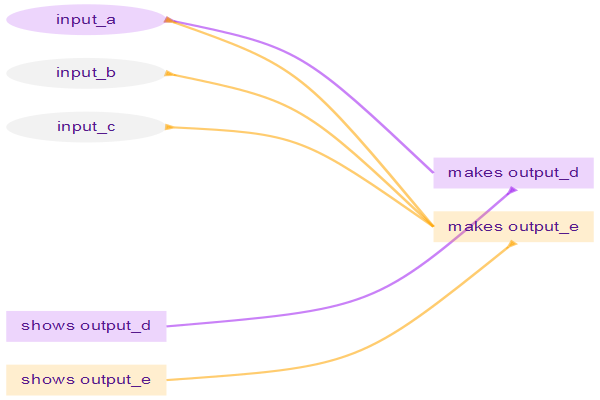 input_a
input_b
input_c
makes output_d
makes output_e
shows output_d
shows output_e